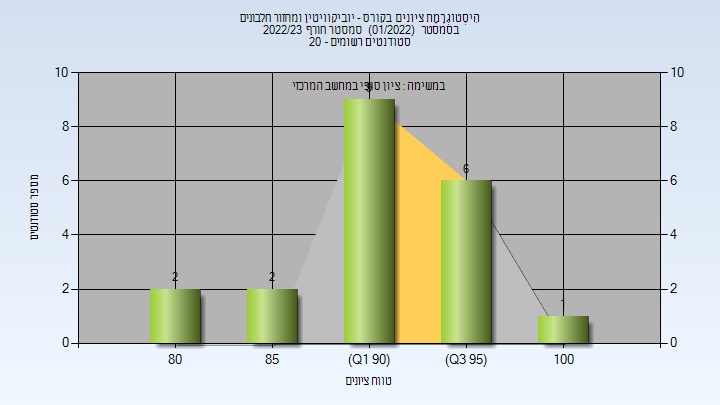 היסטוגרמת ציונים בקורס - יוביקוויטין ומחזור חלבונים
בסמסטר (01/2022) סמסטר חורף 2022/23
סטודנטים רשומים - 20
במשימה : ציון סופי במחשב המרכזי
10 10
8 8
6 6
4 4
2 2
0 0
2 2 9 6 1
מספר סטודנטים
80 85 (Q1 90) (Q3 95) 100
טווח ציונים